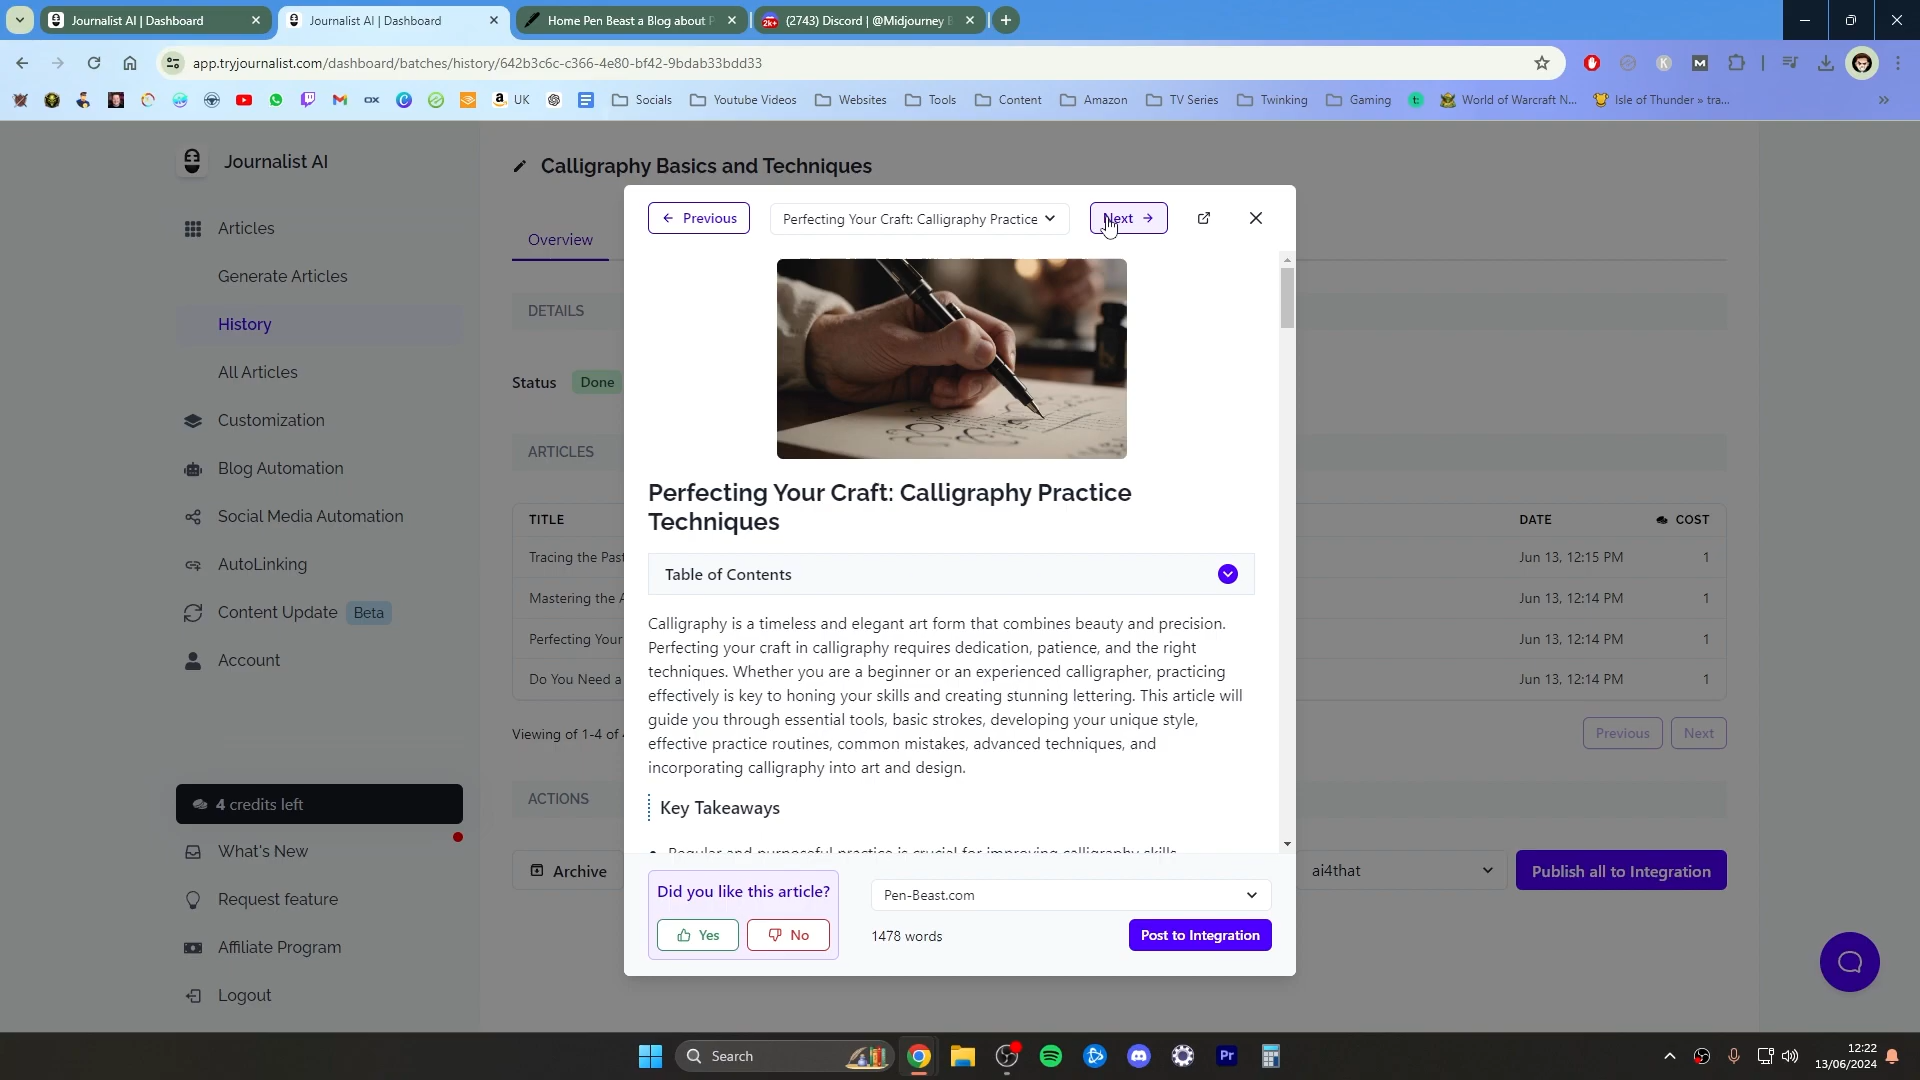 Journalist AI | Dashboard
Journalist AI | Dashboard
Home Pen Beast a Blog about P
(2743) Discord | @Midjourney B
app.tryjournalist.com/dashboard/batches/history/642b3c6c-c366-4e80-bf42-9bdab33bdd33
UK
Socials
Youtube Videos
Websites
Tools
Content
Amazon
TV Series
Twinking
Gaming
World of Warcraft N...
Isle of Thunder » tra...
Journalist AI
Articles
Generate Articles
History
All Articles
Customization
Blog Automation
Social Media Automation
AutoLinking
Content Update Beta
Account
4 credits left
What's New
Request feature
Affiliate Program
Logout
Calligraphy Basics and Techniques
Overview
DETAILS
Status Done
ARTICLES
TITLE DATE COST
Tracing the Past Jun 13, 12:15 PM 1
Mastering the A Jun 13, 12:14 PM 1
Perfecting Your Jun 13, 12:14 PM 1
Do You Need a Jun 13, 12:14 PM 1
Viewing of 1-4 of
Previous Next
ACTIONS
Archive
ai4that
Publish all to Integration
Previous
Perfecting Your Craft: Calligraphy Practice
Next
Perfecting Your Craft: Calligraphy Practice
Techniques
Table of Contents
Calligraphy is a timeless and elegant art form that combines beauty and precision.
Perfecting your craft in calligraphy requires dedication, patience, and the right
techniques. Whether you are a beginner or an experienced calligrapher, practicing
effectively is key to honing your skills and creating stunning lettering. This article will
guide you through essential tools, basic strokes, developing your unique style,
effective practice routines, common mistakes, advanced techniques, and
incorporating calligraphy into art and design.
Key Takeaways
Regular and purposeful practice is crucial for improving calligraphy skills.
Did you like this article?
Yes
No
Pen-Beast.com
1478 words
Post to Integration
Search
12:22
13/06/2024